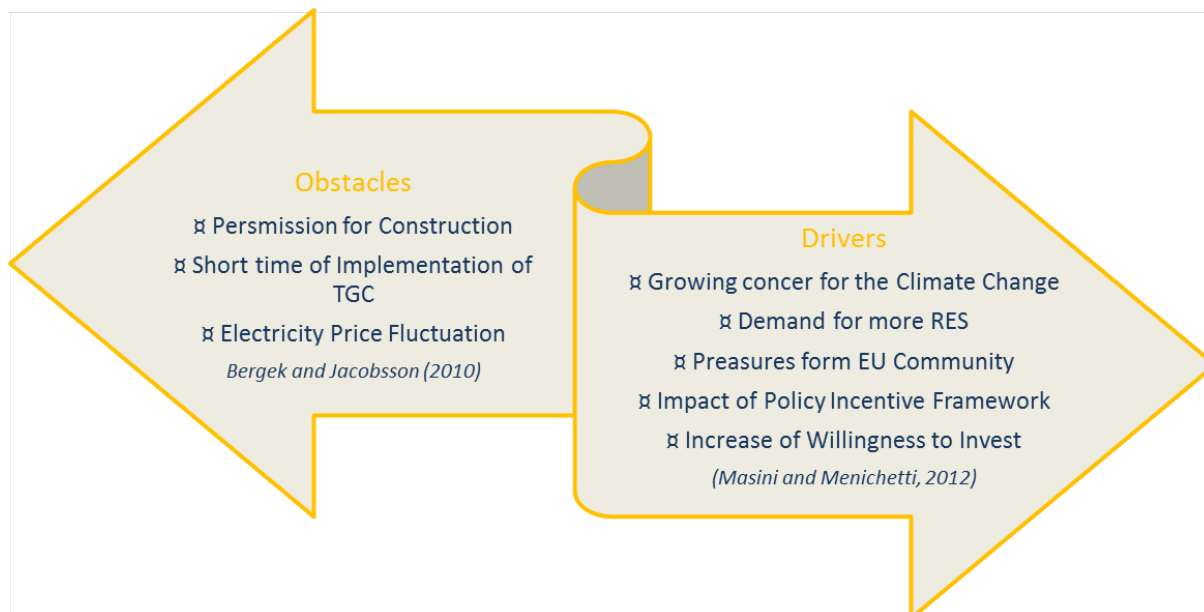 Obstacles
¤ Persmission for Construction
¤ Short time of Implementation of
TGC
¤ Electricity Price Fluctuation
Bergek and Jacobsson (2010)
Drivers
¤ Growing concer for the Climate Change
¤ Demand for more RES
¤ Preasures form EU Community
¤ Impact of Policy Incentive Framework
¤ Increase of Willingness to Invest
(Masini and Menichetti, 2012)